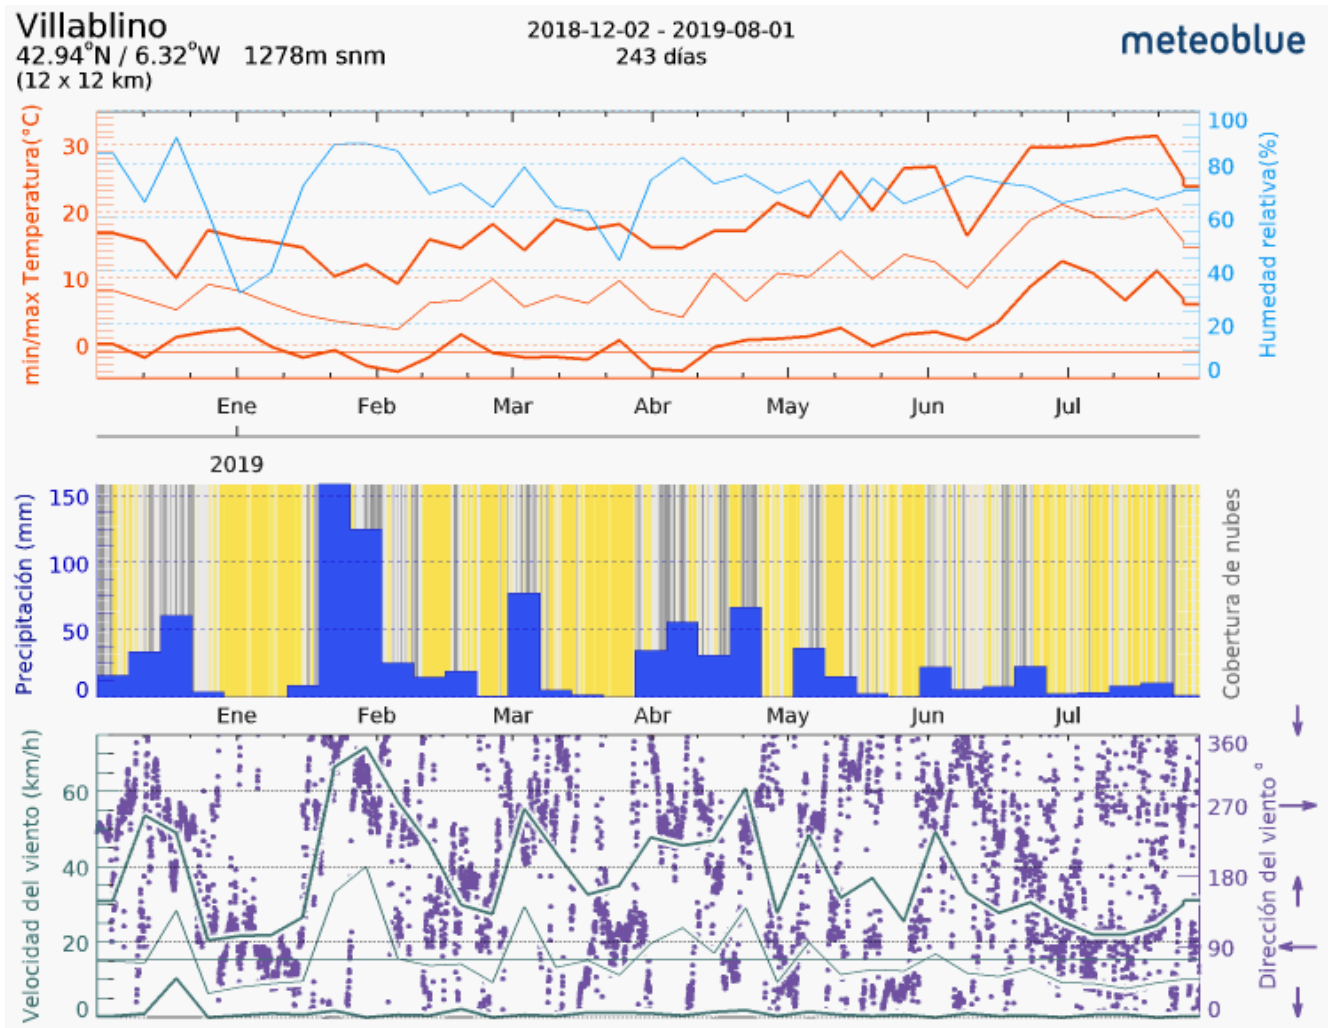 Villablino
42.94°N / 6.32°W 1278m snm
(12 x 12 km)
2018-12-02 - 2019-08-01
243 días
meteoblue
min/max Temperatura(°C)
30
20
10
0
100
80
60
40
20
0
Humedad relativa(%)
Ene Feb Mar Abr May Jun Jul
2019
Precipitación (mm)
150
100
50
0
Cobertura de nubes
Ene Feb Mar Abr May Jun Jul
Velocidad del viento (km/h)
60
40
20
0
360
270
180
90
0
Dirección del viento °